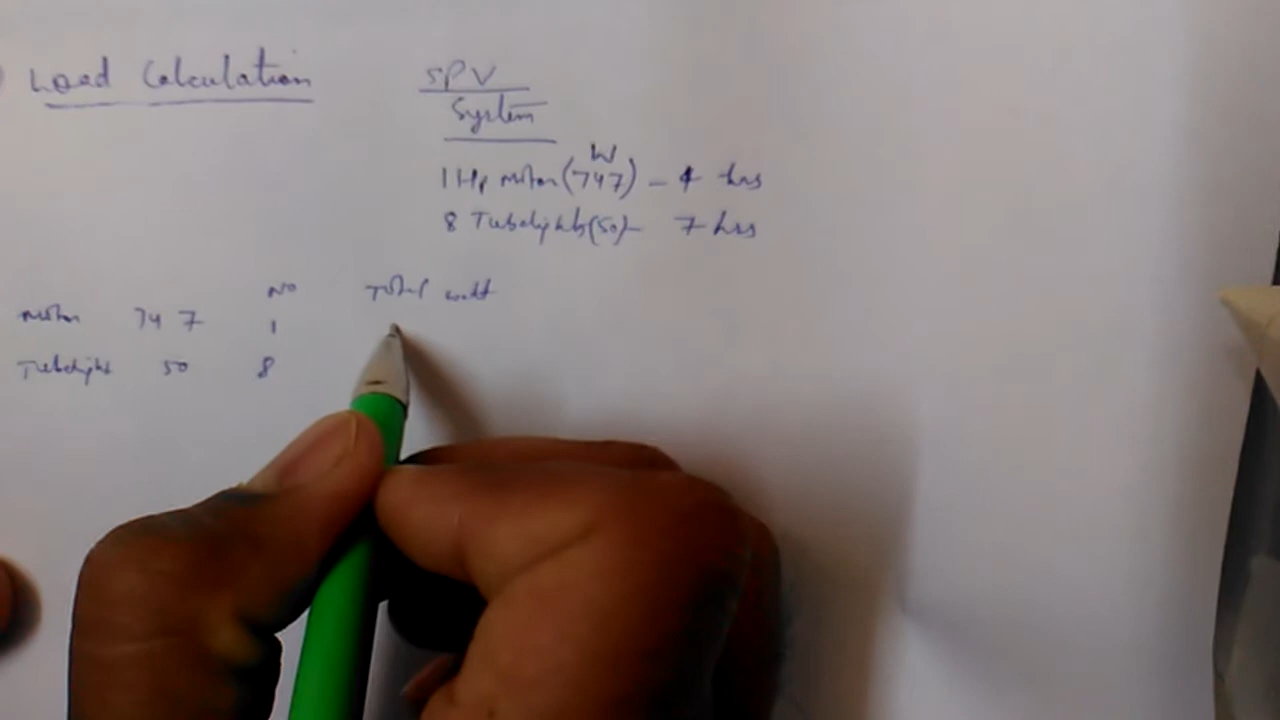 Load Calculation
SPV
System
W
1 Hp motor (747) - 4 hrs
8 Tubelights (50) - 7 hrs
No Total watt
motor 747 1
Tubelight 50 8